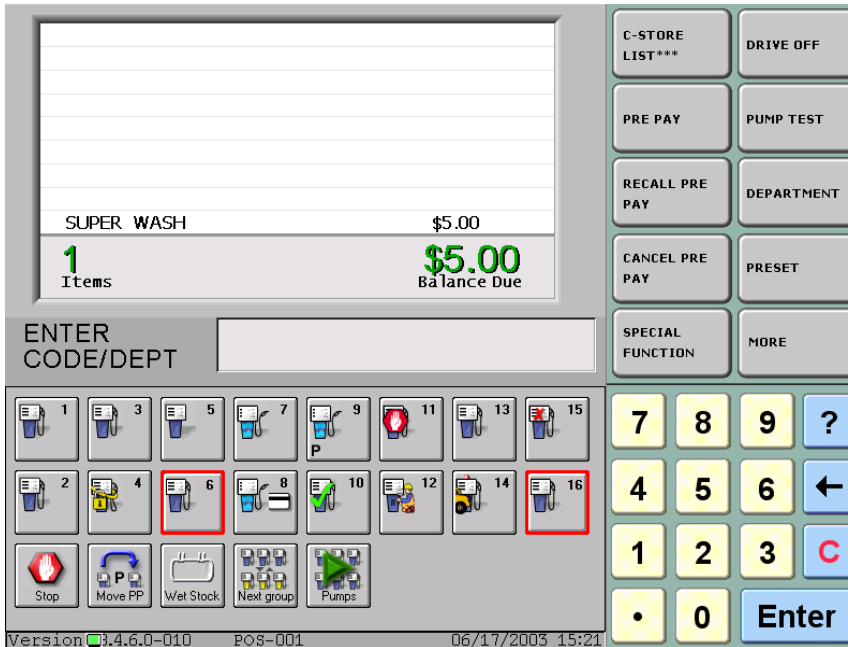 SUPER WASH $5.00
1 $5.00
Items Balance Due
ENTER
CODE/DEPT
1 3 5 7 9 11 13 15
P
2 4 6 8 10 12 14 16
P
Stop Move PP Wet Stock Next group Pumps
Version 3.4.6.0-010 POS-001 06/17/2003 15:21
C-STORE
LIST***
DRIVE OFF
PRE PAY
PUMP TEST
RECALL PRE
PAY
DEPARTMENT
CANCEL PRE
PAY
PRESET
SPECIAL
FUNCTION
MORE
7 8 9 ?
4 5 6 ←
1 2 3 C
• 0 Enter